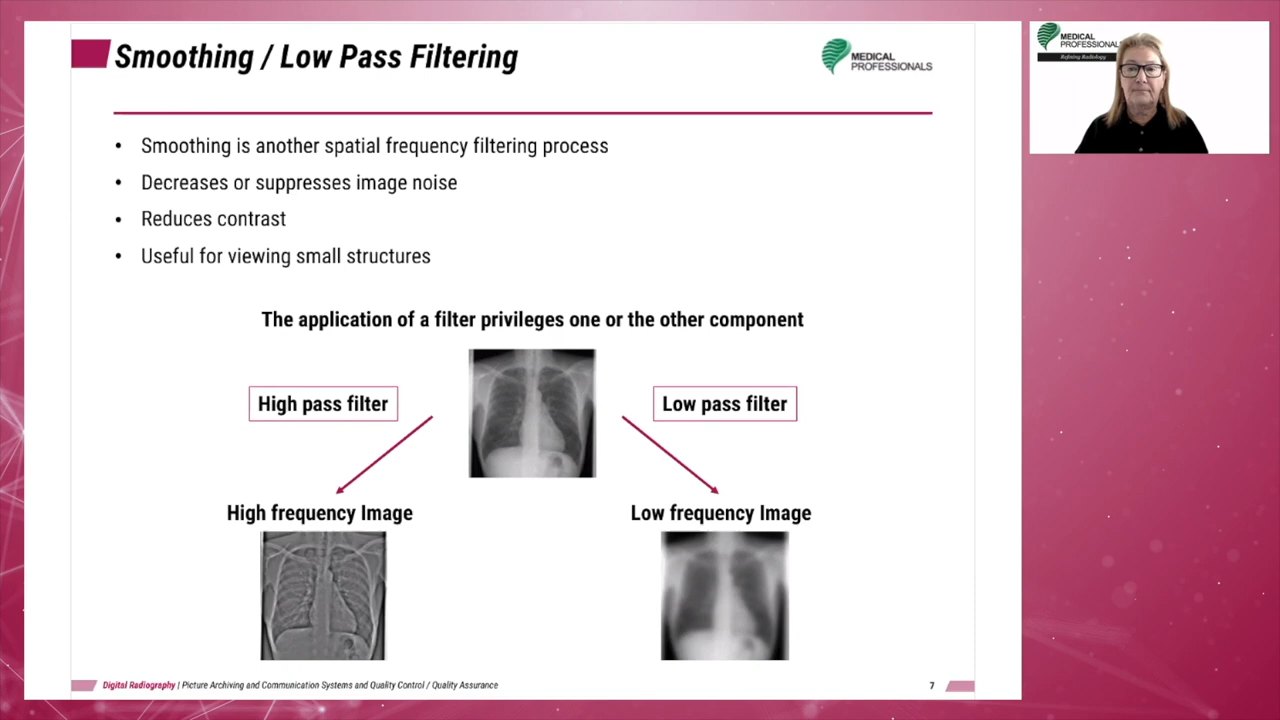 Smoothing / Low Pass Filtering
MEDICAL
PROFESSIONALS
• Smoothing is another spatial frequency filtering process
• Decreases or suppresses image noise
• Reduces contrast
• Useful for viewing small structures
The application of a filter privileges one or the other component
High pass filter
Low pass filter
High frequency Image
Low frequency Image
Digital Radiography | Picture Archiving and Communication Systems and Quality Control / Quality Assurance
7
MEDICAL
PROFESSIONAL
Refining Radiology